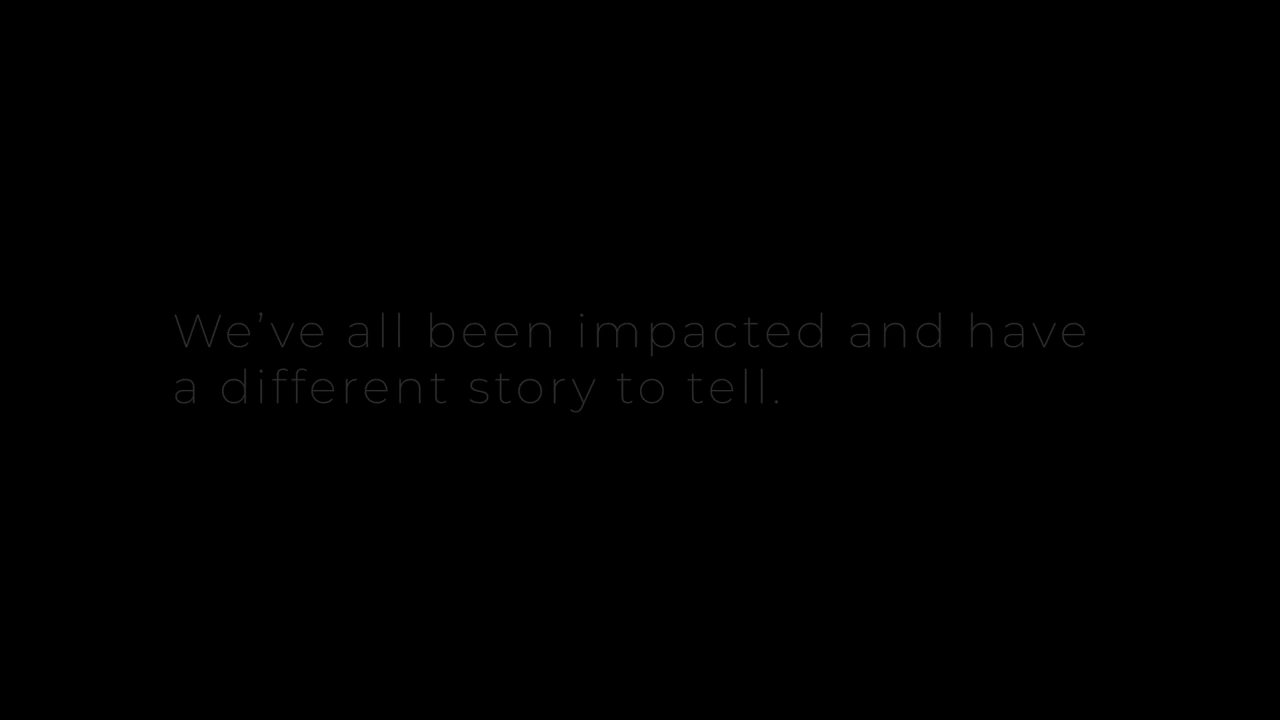 We’ve all been impacted and have
a different story to tell.